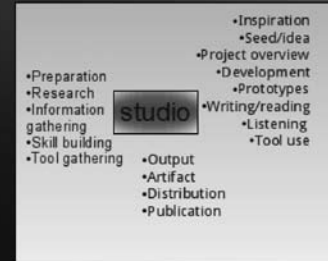 •Inspiration
•Seed/idea
•Project overview
•Development
•Prototypes
•Writing/reading
•Listening
•Tool use
•Preparation
•Research
•Information
gathering
•Skill building
•Tool gathering
studio
•Output
•Artifact
•Distribution
•Publication